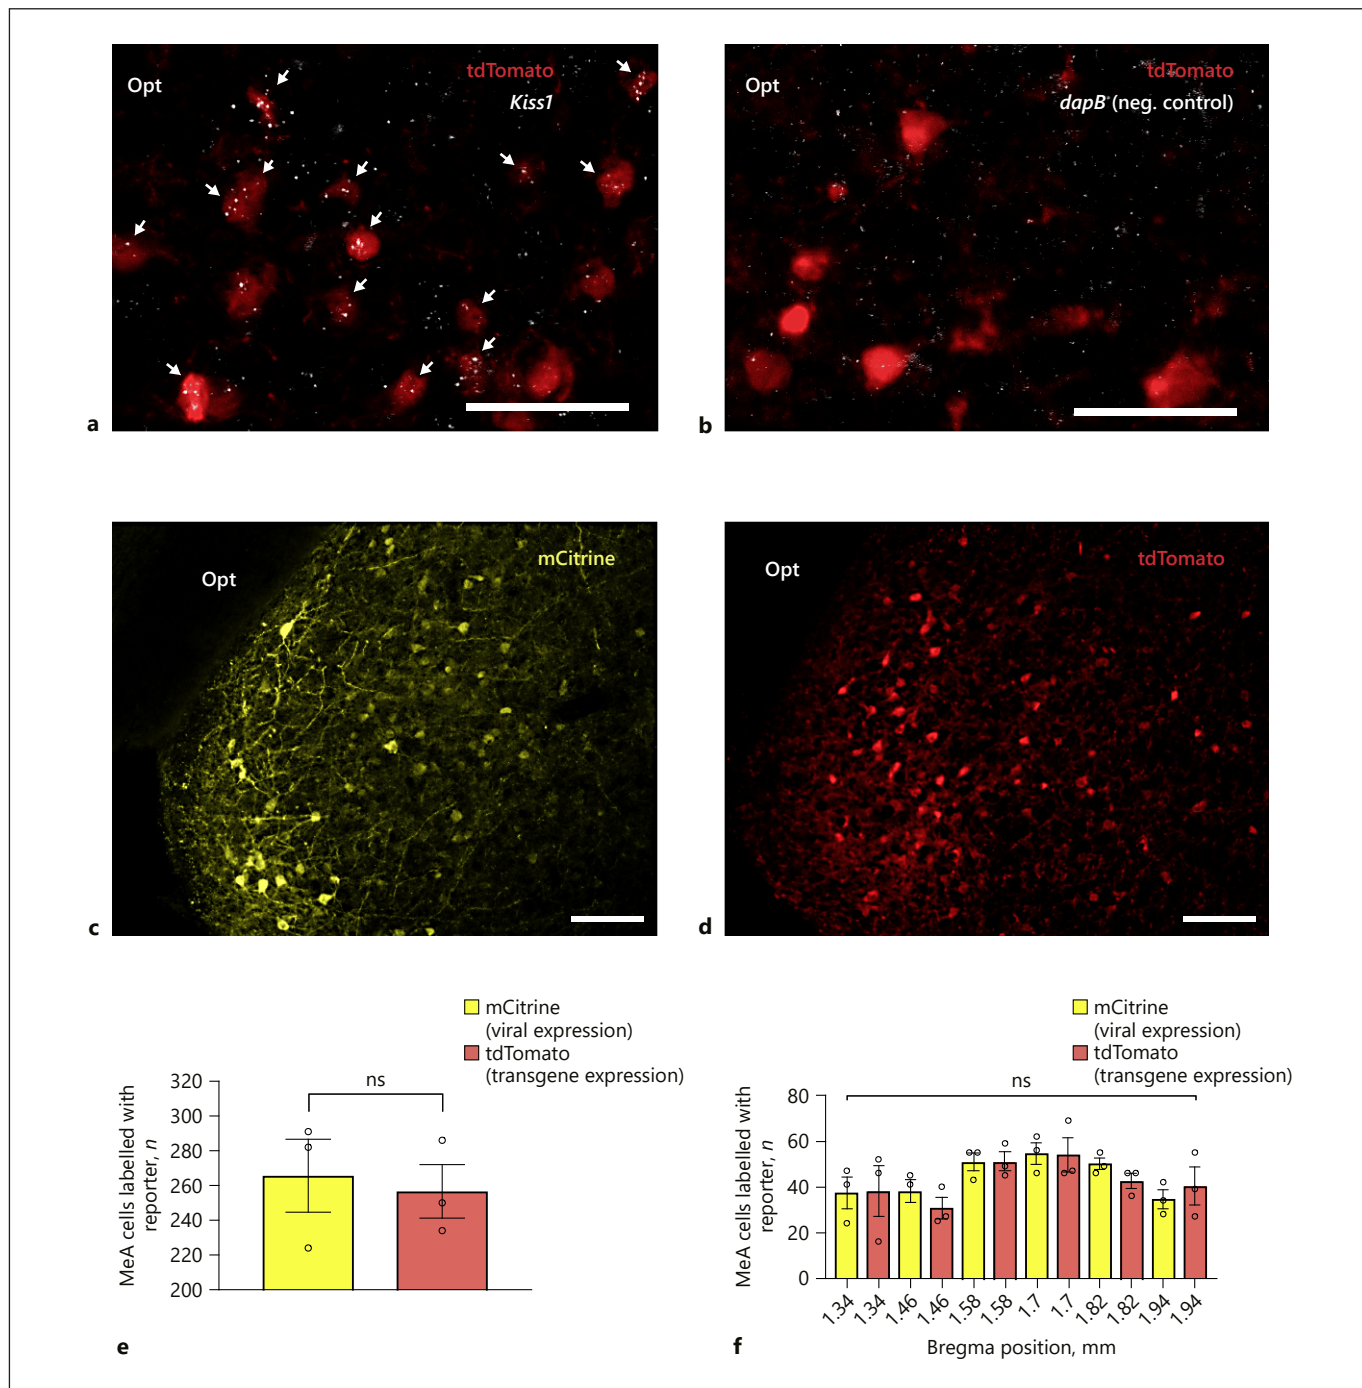 Opt
tdTomato
Kiss1
a
Opt
tdTomato
dapB (neg. control)
b
Opt
mCitrine
c
Opt
tdTomato
d
mCitrine
(viral expression)
tdTomato
(transgene expression)
ns
MeA cells labelled with
reporter, n
320
300
280
260
240
220
200
e
mCitrine
(viral expression)
tdTomato
(transgene expression)
ns
MeA cells labelled with
reporter, n
80
60
40
20
0
1.34
1.34
1.46
1.46
1.58
1.58
1.7
1.7
1.82
1.82
1.94
1.94
Bregma position, mm
f